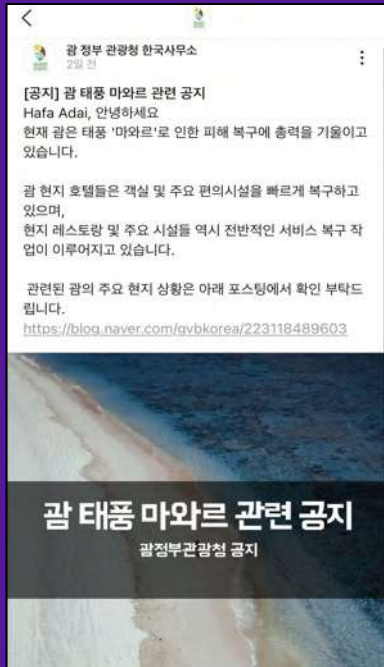 괌 정부 관광청 한국사무소
2일 전
[공지] 괌 태풍 마와르 관련 공지
Hafa Adai, 안녕하세요
현재 괌은 태풍 '마와르'로 인한 피해 복구에 총력을 기울이고
있습니다.
괌 현지 호텔들은 객실 및 주요 편의시설을 빠르게 복구하고
있으며,
현지 레스토랑 및 주요 시설들 역시 전반적인 서비스 복구 작
업이 이루어지고 있습니다.
관련된 괌의 주요 현지 상황은 아래 포스팅에서 확인 부탁드
립니다.
https://blog.naver.com/gvbkorea/223118489603
괌 태풍 마와르 관련 공지
괌정부관광청 공지